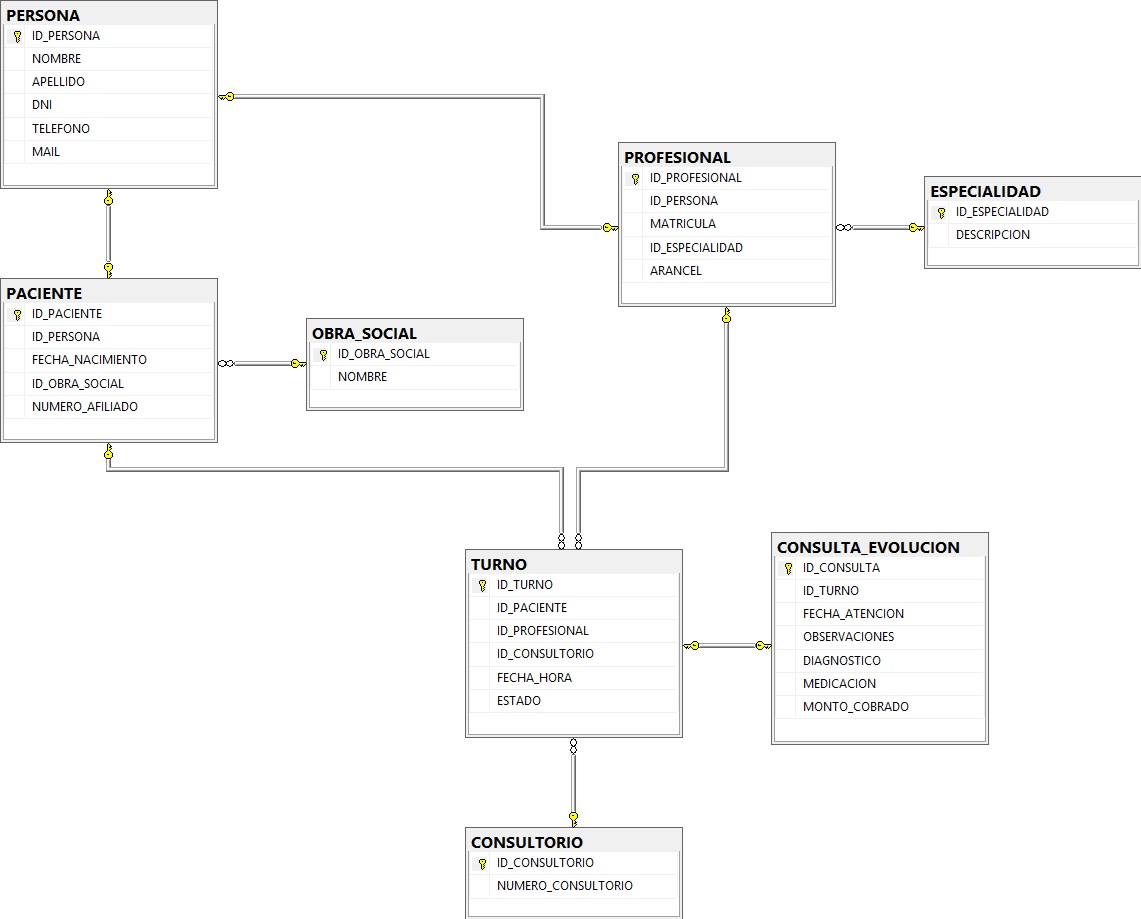 PERSONA
ID_PERSONA
NOMBRE
APELLIDO
DNI
TELEFONO
MAIL
PROFESIONAL
ID_PROFESIONAL
ID_PERSONA
MATRICULA
ID_ESPECIALIDAD
ARANCEL
ESPECIALIDAD
ID_ESPECIALIDAD
DESCRIPCION
PACIENTE
ID_PACIENTE
ID_PERSONA
FECHA_NACIMIENTO
ID_OBRA_SOCIAL
NUMERO_AFILIADO
OBRA_SOCIAL
ID_OBRA_SOCIAL
NOMBRE
TURNO
ID_TURNO
ID_PACIENTE
ID_PROFESIONAL
ID_CONSULTORIO
FECHA_HORA
ESTADO
CONSULTA_EVOLUCION
ID_CONSULTA
ID_TURNO
FECHA_ATENCION
OBSERVACIONES
DIAGNOSTICO
MEDICACION
MONTO_COBRADO
CONSULTORIO
ID_CONSULTORIO
NUMERO_CONSULTORIO